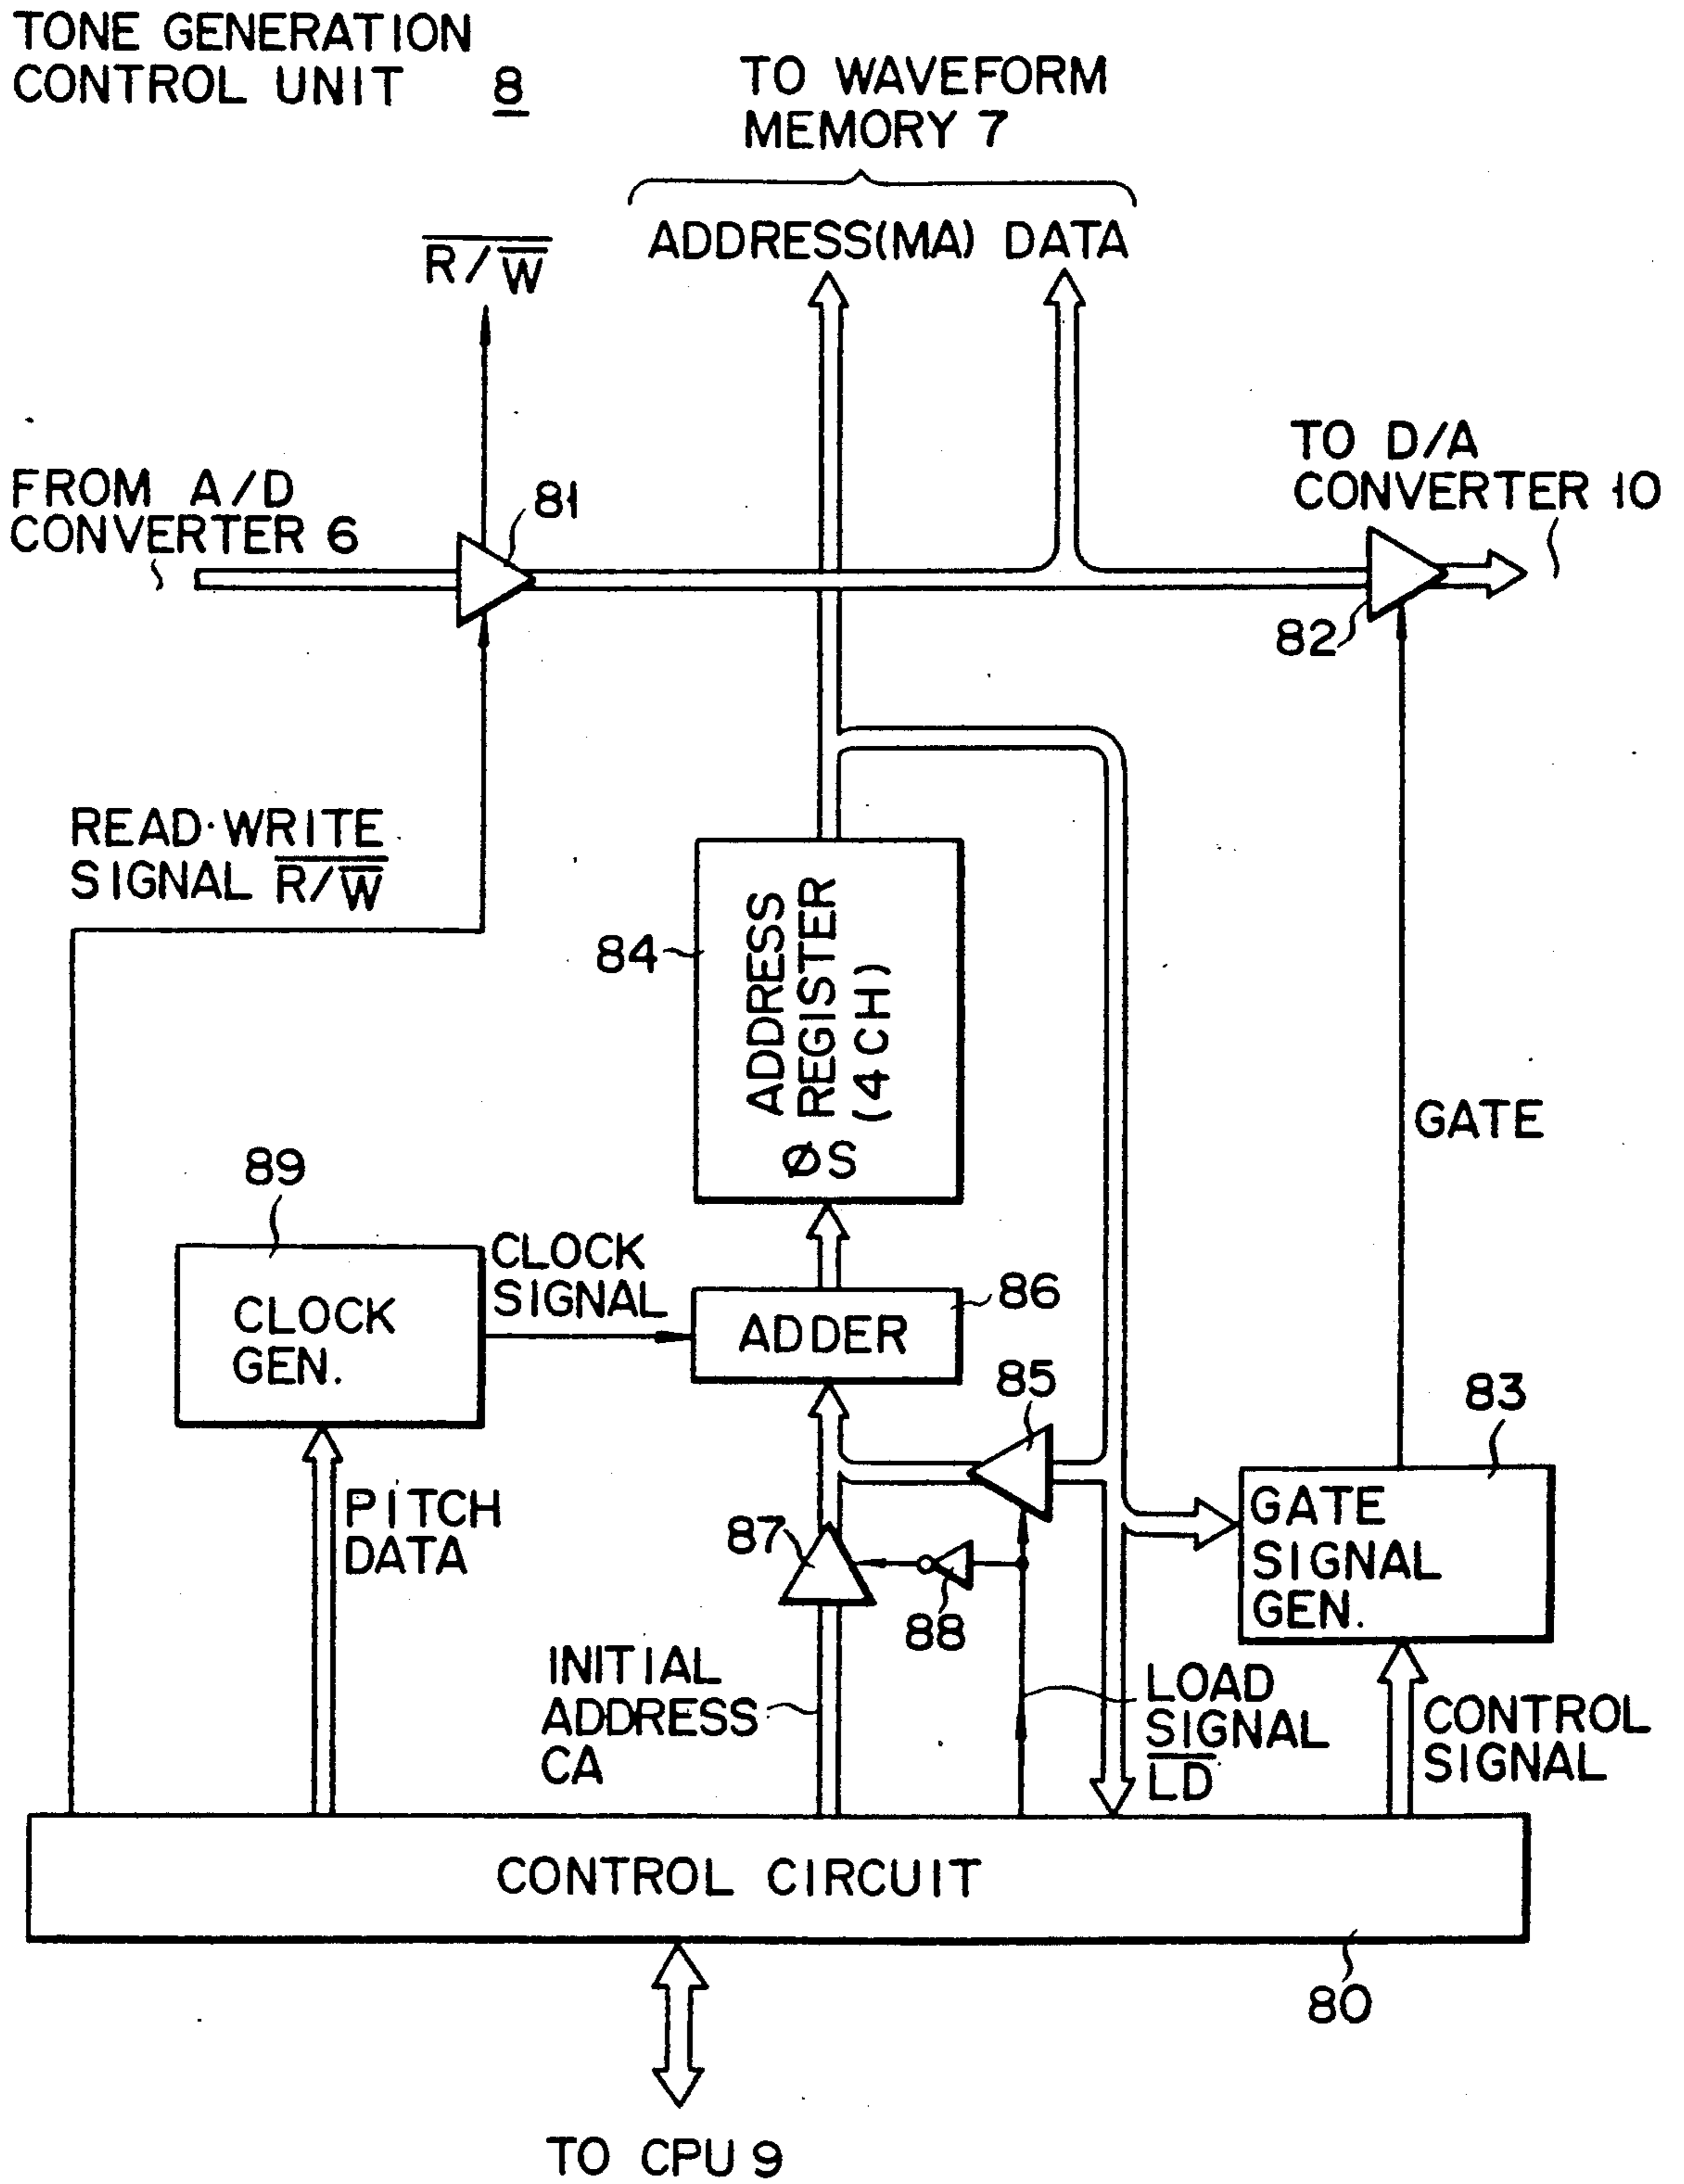 TONE GENERATION
CONTROL UNIT 8
TO WAVEFORM
MEMORY 7
ADDRESS(MA) DATA
R/W̅
FROM A/D
CONVERTER 6
81
TO D/A
CONVERTER 10
82
READ·WRITE
SIGNAL R/W̅
84
ADDRESS
REGISTER
(4 CH)
ØS
GATE
89
CLOCK
GEN.
CLOCK
SIGNAL
ADDER
86
85
83
GATE
SIGNAL
GEN.
PITCH
DATA
87
88
INITIAL
ADDRESS
CA
LOAD
SIGNAL
L̅D̅
CONTROL
SIGNAL
CONTROL CIRCUIT
80
TO CPU 9